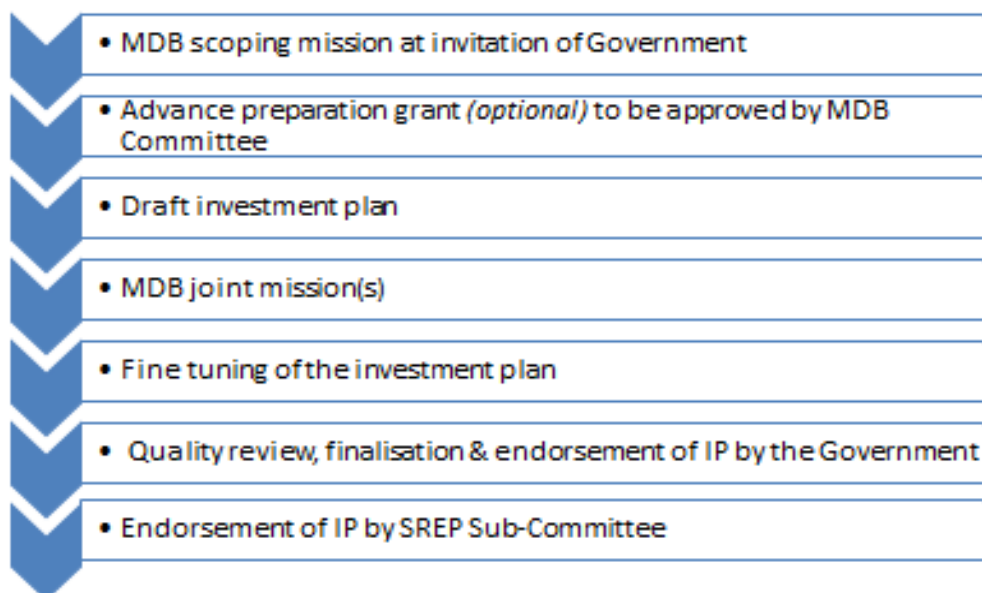 • MDB scoping mission at invitation of Government
• Advance preparation grant (optional) to be approved by MDB
Committee
• Draft investment plan
• MDB joint mission(s)
• Fine tuning of the investment plan
• Quality review, finalisation & endorsement of IP by the Government
• Endorsement of IP by SREP Sub-Committee